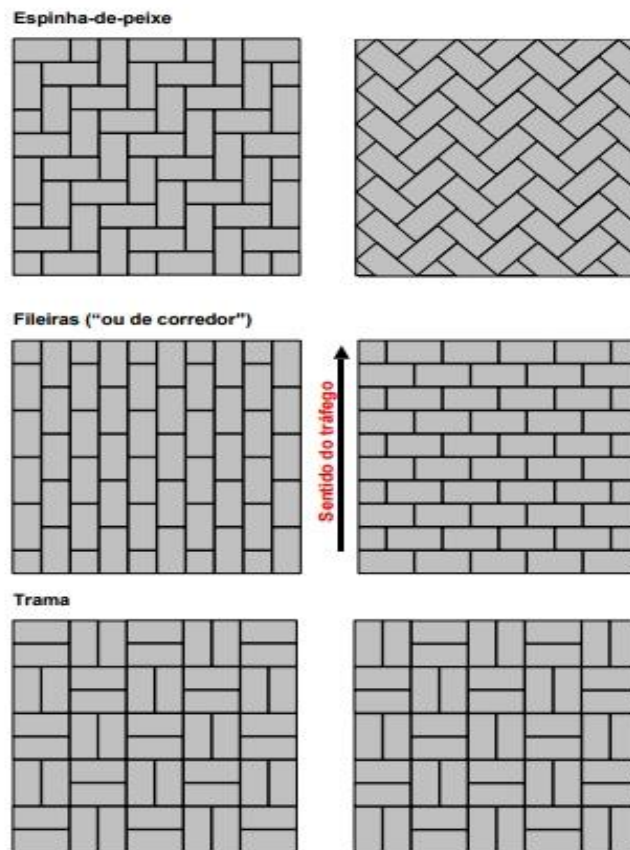 Espinha-de-peixe
Fileiras (“ou de corredor”)
Sentido do tráfego
Trama